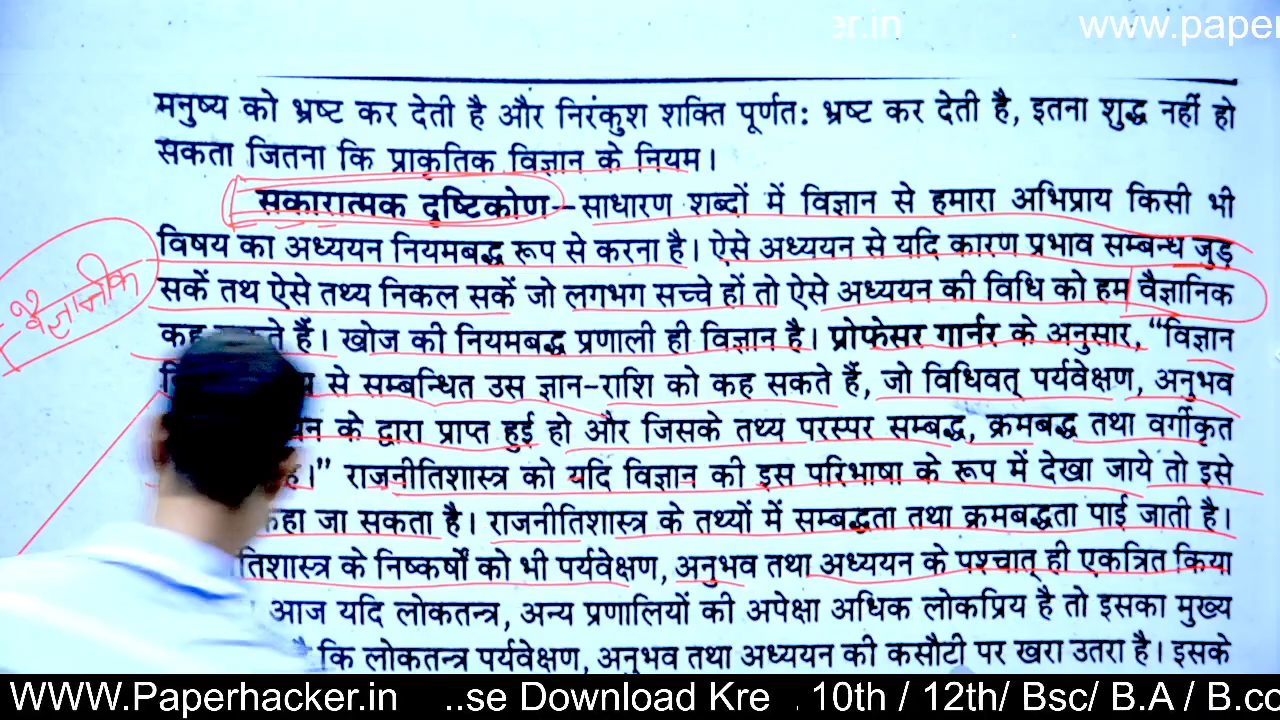 er.in . www.paper
मनुष्य को भ्रष्ट कर देती है और निरंकुश शक्ति पूर्णत: भ्रष्ट कर देती है, इतना शुद्ध नहीं हो
सकता जितना कि प्राकृतिक विज्ञान के नियम।
सकारात्मक दृष्टिकोण–साधारण शब्दों में विज्ञान से हमारा अभिप्राय किसी भी
विषय का अध्ययन नियमबद्ध रूप से करना है। ऐसे अध्ययन से यदि कारण प्रभाव सम्बन्ध जुड़
सकें तथ ऐसे तथ्य निकल सकें जो लगभग सच्चे हों तो ऐसे अध्ययन की विधि को हम वैज्ञानिक
वैज्ञानिक
कह हैं। खोज की नियमबद्ध प्रणाली ही विज्ञान है। प्रोफेसर गार्नर के अनुसार, “विज्ञान
से सम्बन्धित उस ज्ञान-राशि को कह सकते हैं, जो विधिवत् पर्यवेक्षण, अनुभव
के द्वारा प्राप्त हुई हो और जिसके तथ्य परस्पर सम्बद्ध, क्रमबद्ध तथा वर्गीकृत
।” राजनीतिशास्त्र को यदि विज्ञान की इस परिभाषा के रूप में देखा जाये तो इसे
कहा जा सकता है। राजनीतिशास्त्र के तथ्यों में सम्बद्धता तथा क्रमबद्धता पाई जाती है।
तिशास्त्र के निष्कर्षों को भी पर्यवेक्षण, अनुभव तथा अध्ययन के पश्चात् ही एकत्रित किया
। आज यदि लोकतन्त्र, अन्य प्रणालियों की अपेक्षा अधिक लोकप्रिय है तो इसका मुख्य
कि लोकतन्त्र पर्यवेक्षण, अनुभव तथा अध्ययन की कसौटी पर खरा उतरा है। इसके
WWW.Paperhacker.in ..se Download Kre . 10th / 12th/ Bsc/ B.A / B.co